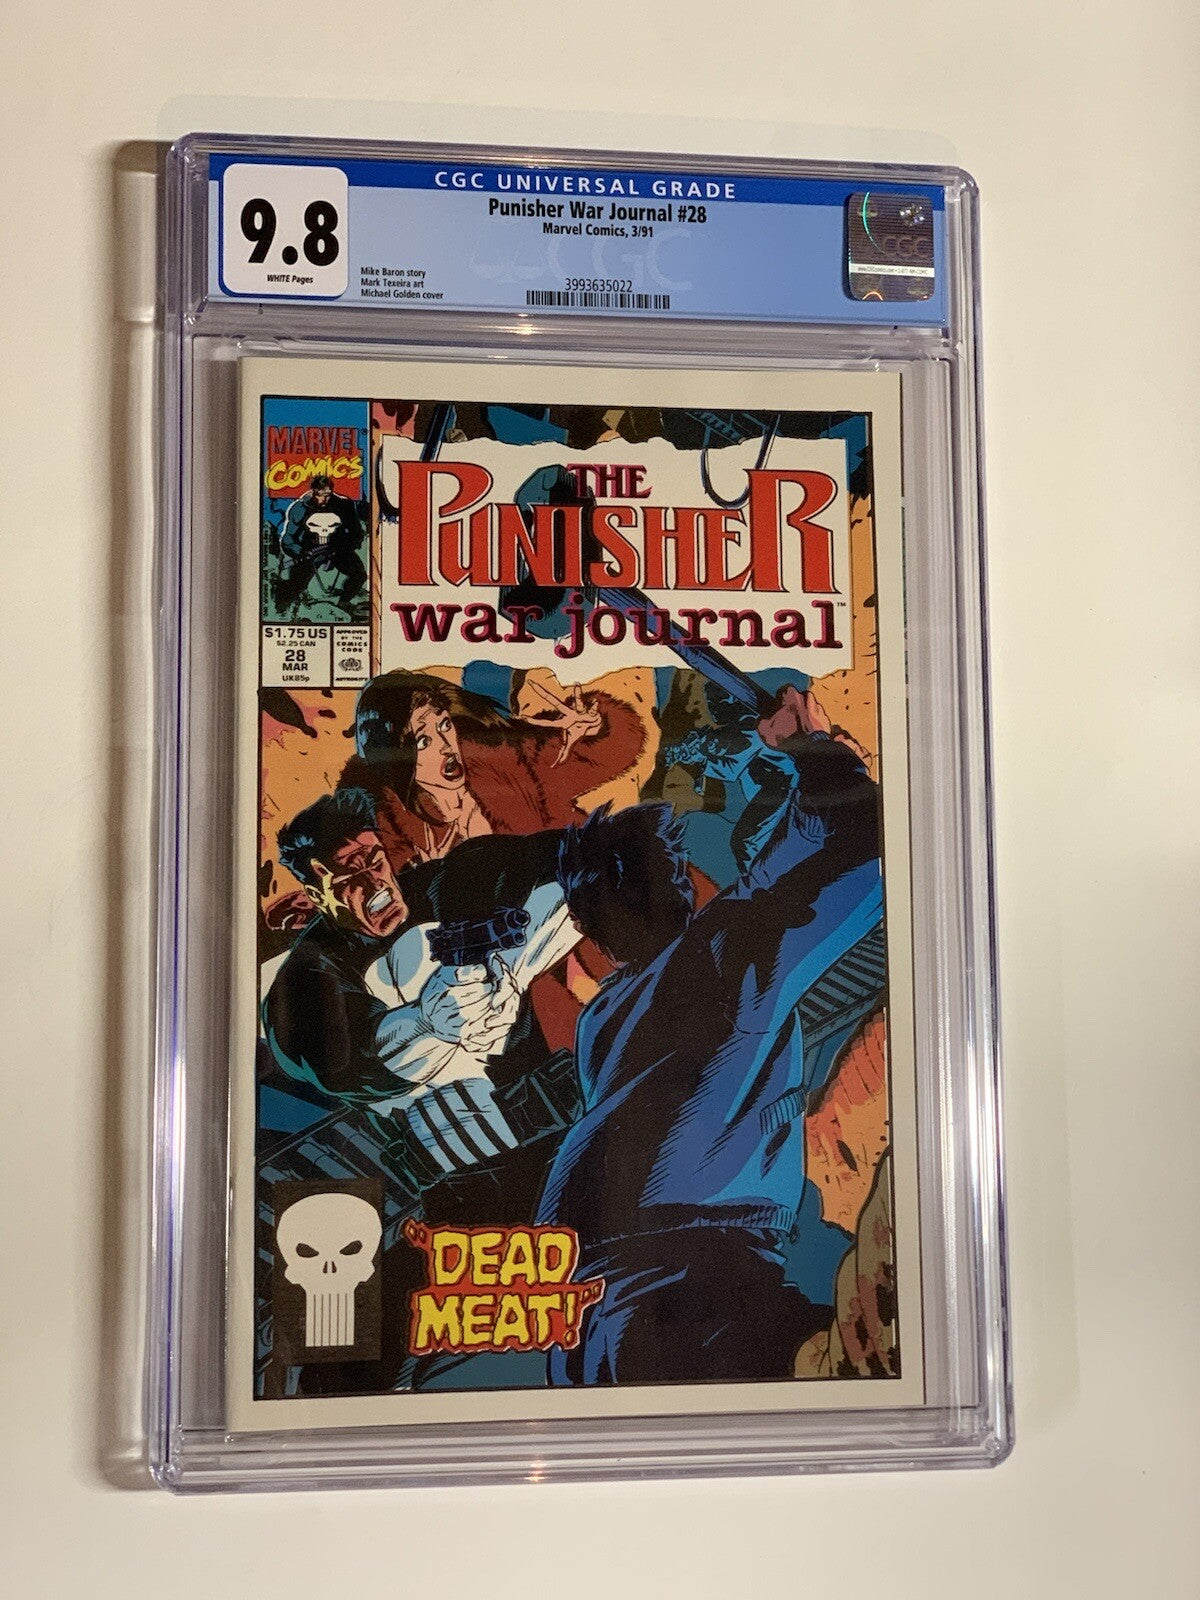 CGC UNIVERSAL GRADE
9.8
WHITE Pages
Punisher War Journal #28
Marvel Comics, 3/91
Mike Baron story
Mark Texeira art
Michael Golden cover
3993635022
CGC
MARVEL
COMICS
THE
PUNISHER
war journal™
$1.75 US
$2.25 CAN
28
MAR
UK85p
APPROVED
BY THE
COMICS
CODE
AUTHORITY
"DEAD
MEAT!"